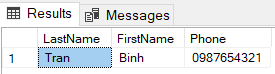 Results Messages
LastName FirstName Phone
1 Tran Binh 0987654321